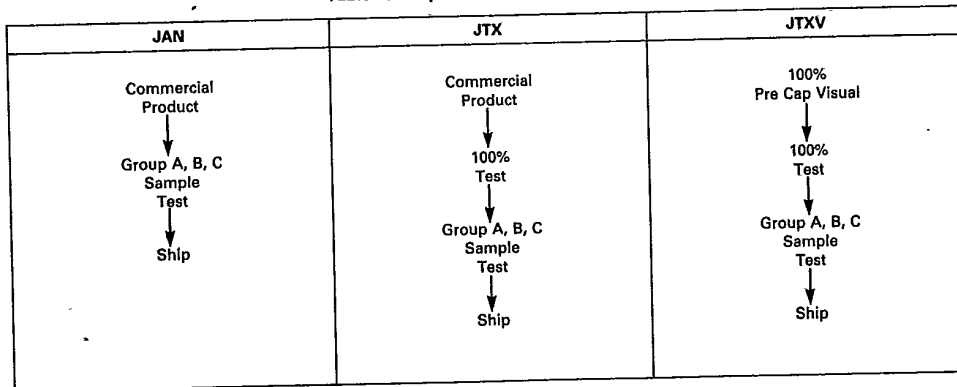 JAN
Commercial
Product
Group A, B, C
Sample
Test
Ship
JTX
Commercial
Product
100%
Test
Group A, B, C
Sample
Test
Ship
JTXV
100%
Pre Cap Visual
100%
Test
Group A, B, C
Sample
Test
Ship